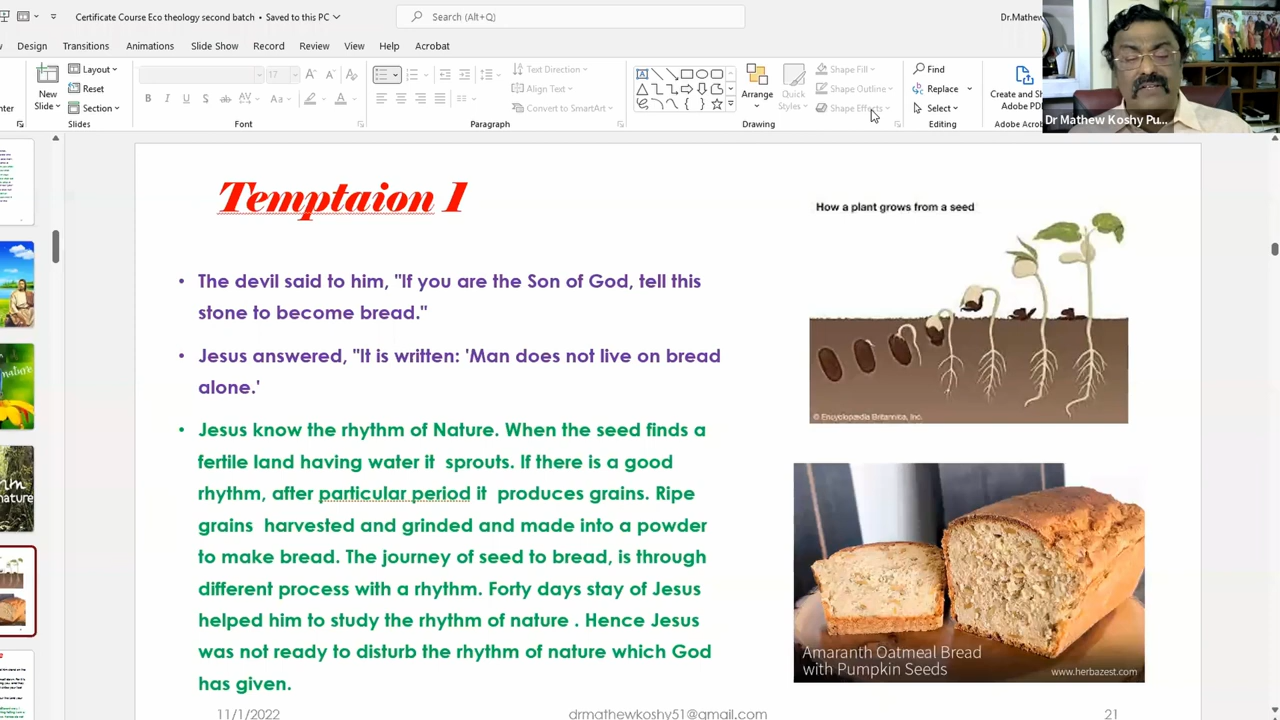 Certificate Course Eco theology second batch • Saved to this PC
Search (Alt+Q)
Dr.Mathew
Design Transitions Animations Slide Show Record Review View Help Acrobat
New Slide
Layout
Reset
Section
Slides
17
B I U S ab AV Aa A
Font
Text Direction
Align Text
Convert to SmartArt
Paragraph
Arrange
Quick Styles
Shape Fill
Shape Outline
Shape Effects
Drawing
Find
Replace
Select
Editing
Create and Sh
Adobe PDF
Adobe Acro
Dr Mathew Koshy Pu...
Temptaion 1
• The devil said to him, "If you are the Son of God, tell this
stone to become bread."
• Jesus answered, "It is written: 'Man does not live on bread
alone.'
• Jesus know the rhythm of Nature. When the seed finds a
fertile land having water it sprouts. If there is a good
rhythm, after particular period it produces grains. Ripe
grains harvested and grinded and made into a powder
to make bread. The journey of seed to bread, is through
different process with a rhythm. Forty days stay of Jesus
helped him to study the rhythm of nature . Hence Jesus
was not ready to disturb the rhythm of nature which God
has given.
How a plant grows from a seed
© Encyclopædia Britannica, Inc.
Amaranth Oatmeal Bread
with Pumpkin Seeds
www.herbazest.com
11/1/2022
drmathewkoshy51@gmail.com
21